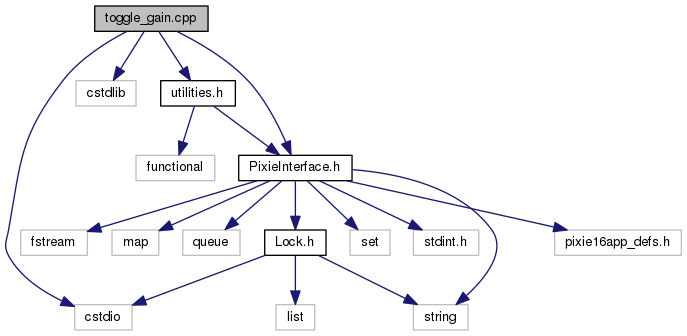 toggle_gain.cpp
cstdlib
utilities.h
functional
PixieInterface.h
fstream
map
queue
Lock.h
set
stdint.h
pixie16app_defs.h
cstdio
list
string